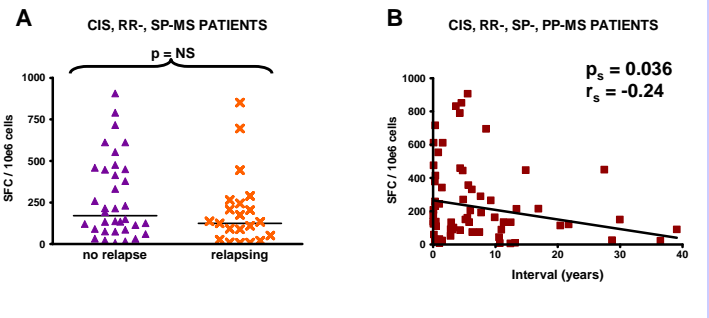 A
CIS, RR-, SP-MS PATIENTS
p = NS
1000
750
500
250
0
SFC / 10e6 cells
no relapse
relapsing
B
CIS, RR-, SP-, PP-MS PATIENTS
ps = 0.036
rs = -0.24
1000
800
600
400
200
0
SFC / 10e6 cells
0 10 20 30 40
Interval (years)